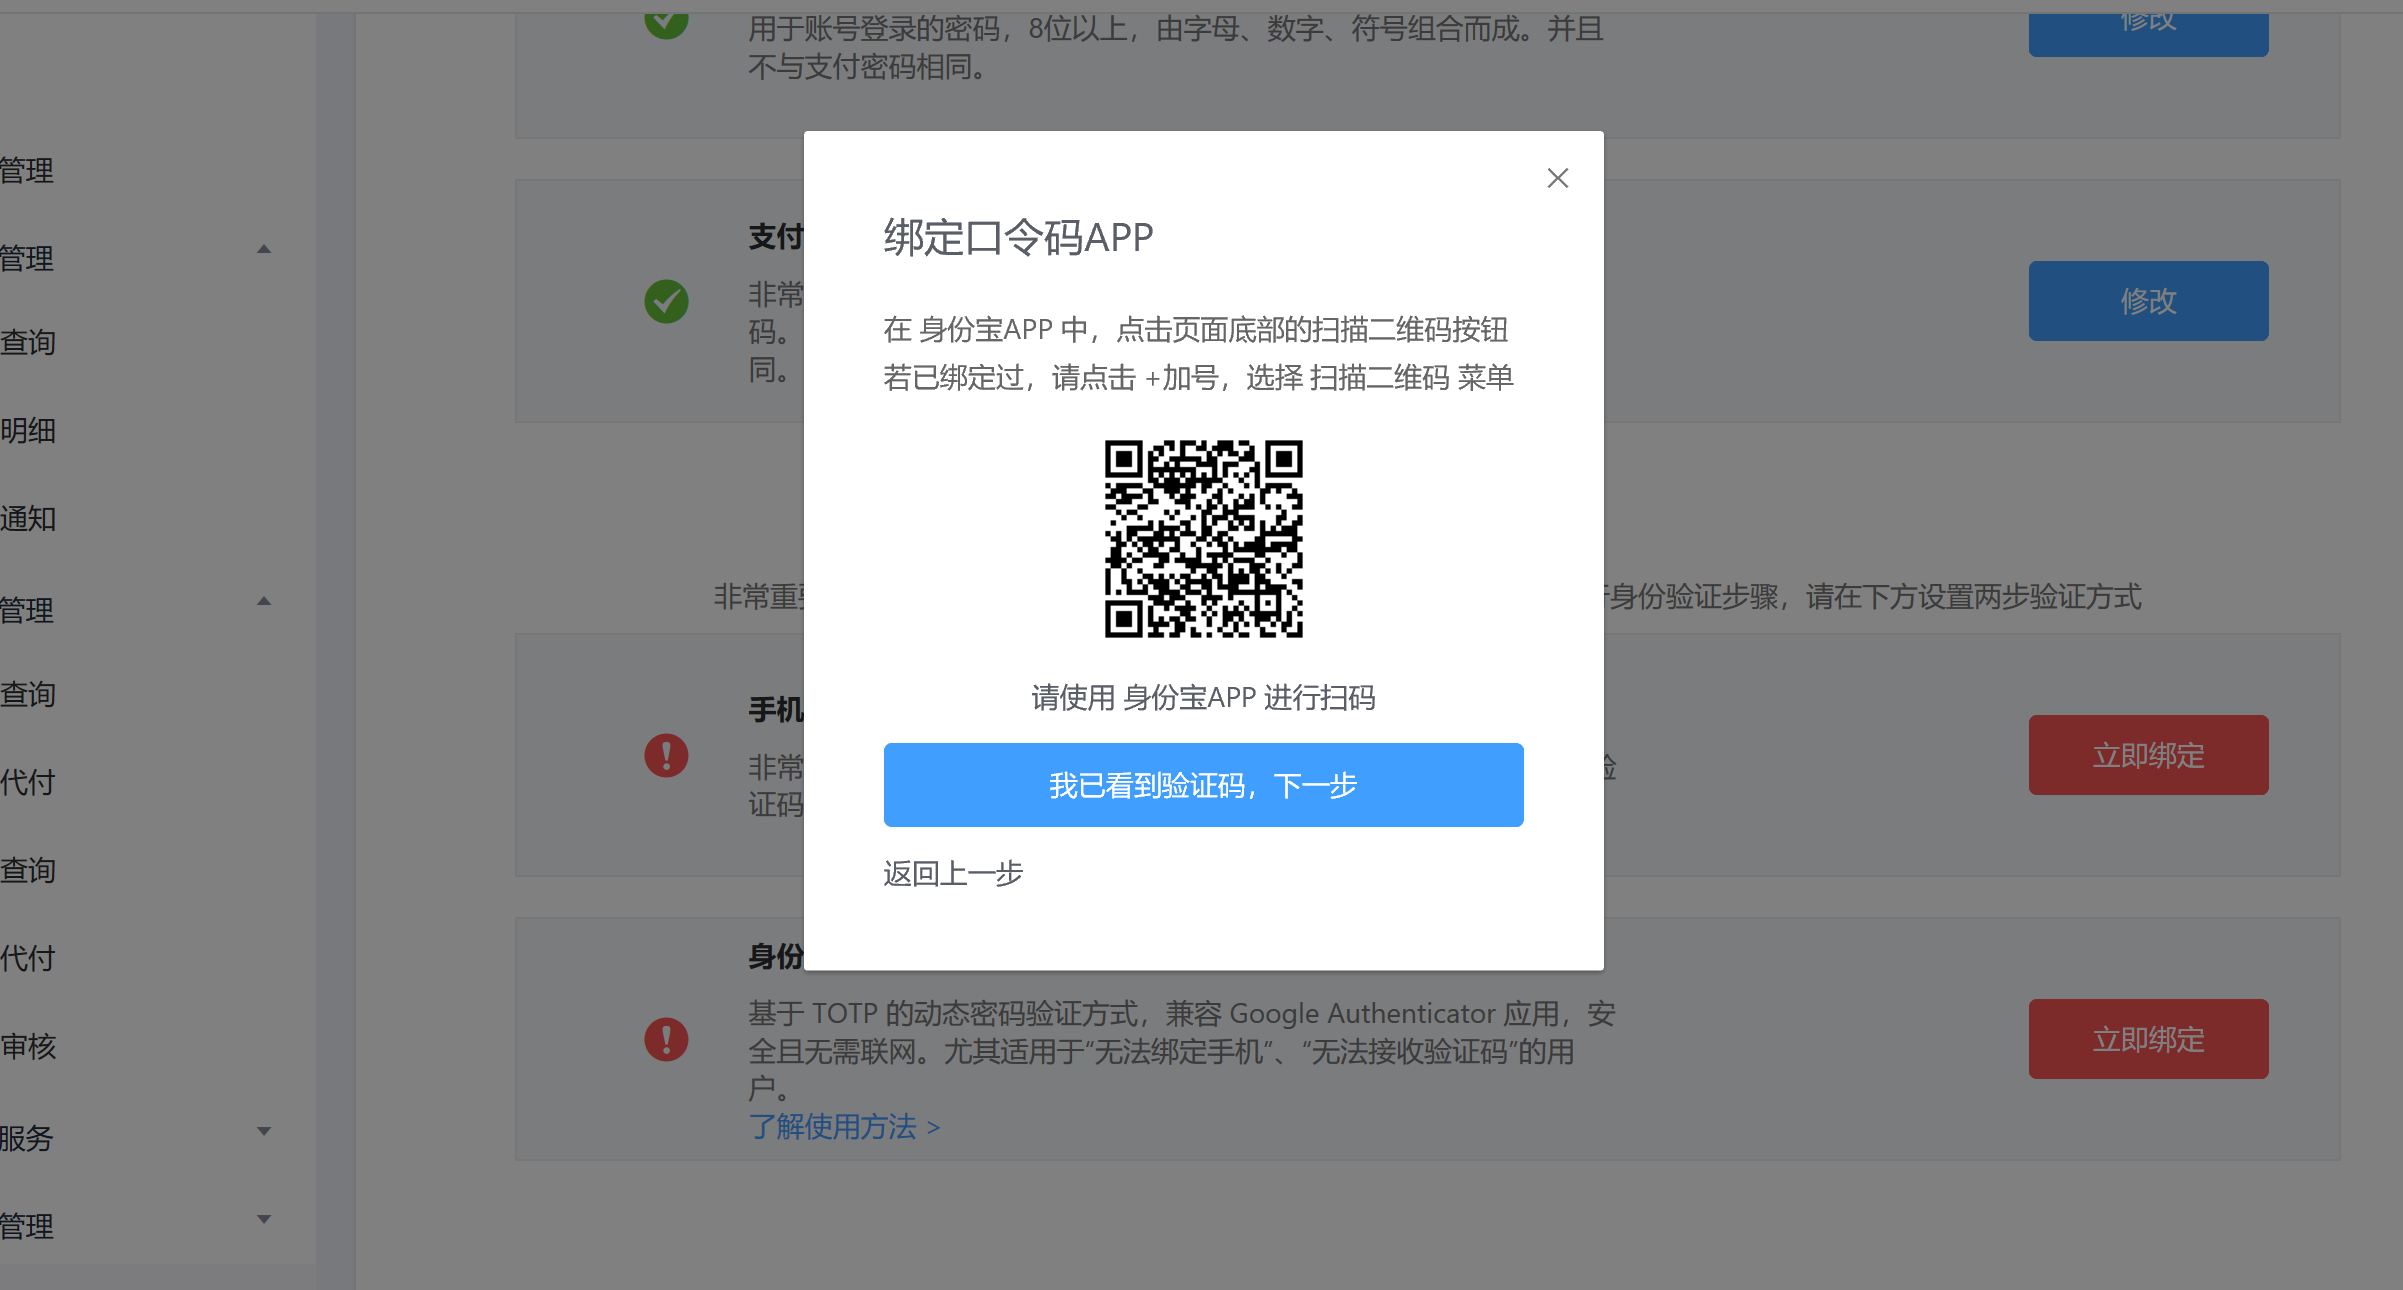 用于账号登录的密码，8位以上，由字母、数字、符号组合而成。并且
不与支付密码相同。
修改
管理
管理
查询
明细
通知
管理
查询
代付
查询
代付
审核
服务
管理
支付
非常
码。
同。
修改
绑定口令码APP
在 身份宝APP 中，点击页面底部的扫描二维码按钮
若已绑定过，请点击 +加号，选择 扫描二维码 菜单
请使用 身份宝APP 进行扫码
我已看到验证码，下一步
返回上一步
非常重
身份验证步骤，请在下方设置两步验证方式
手机
非常
证码
立即绑定
身份
基于 TOTP 的动态密码验证方式，兼容 Google Authenticator 应用，安
全且无需联网。尤其适用于“无法绑定手机”、“无法接收验证码”的用
户。
了解使用方法 >
立即绑定